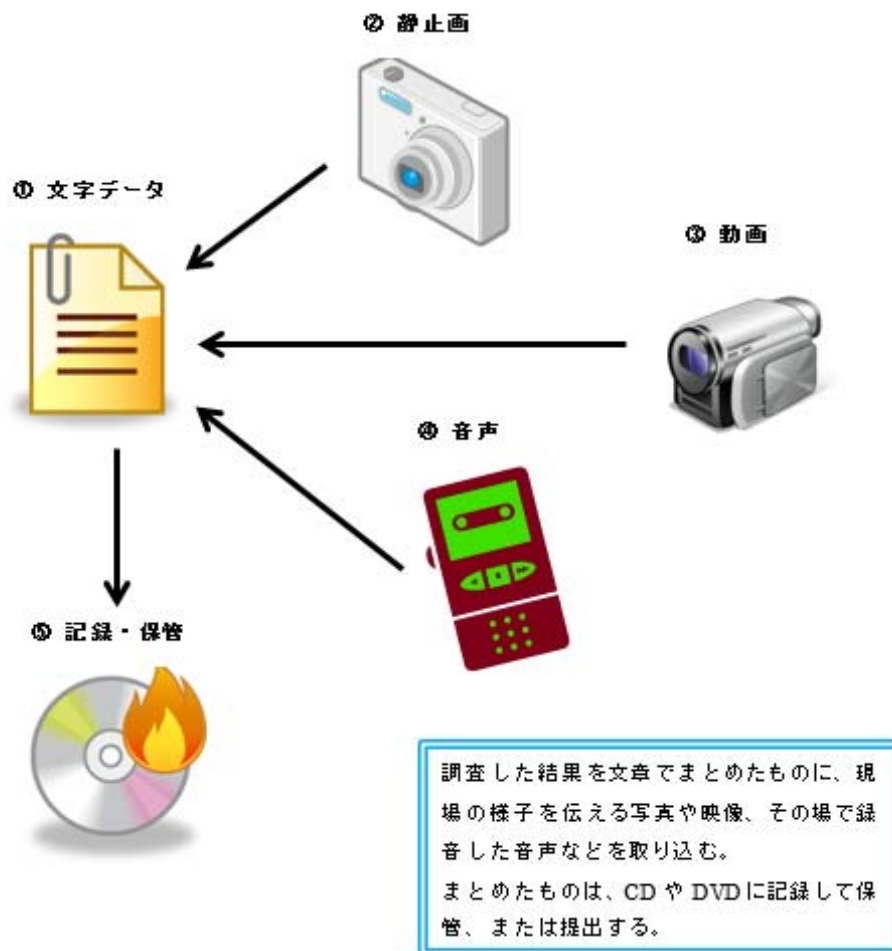 ② 静止画
① 文字データ
③ 動画
④ 音声
⑤ 記録・保管
調査した結果を文章でまとめたものに、現
場の様子を伝える写真や映像、その場で録
音した音声などを取り込む。
まとめたものは、CD や DVD に記録して保
管、または提出する。